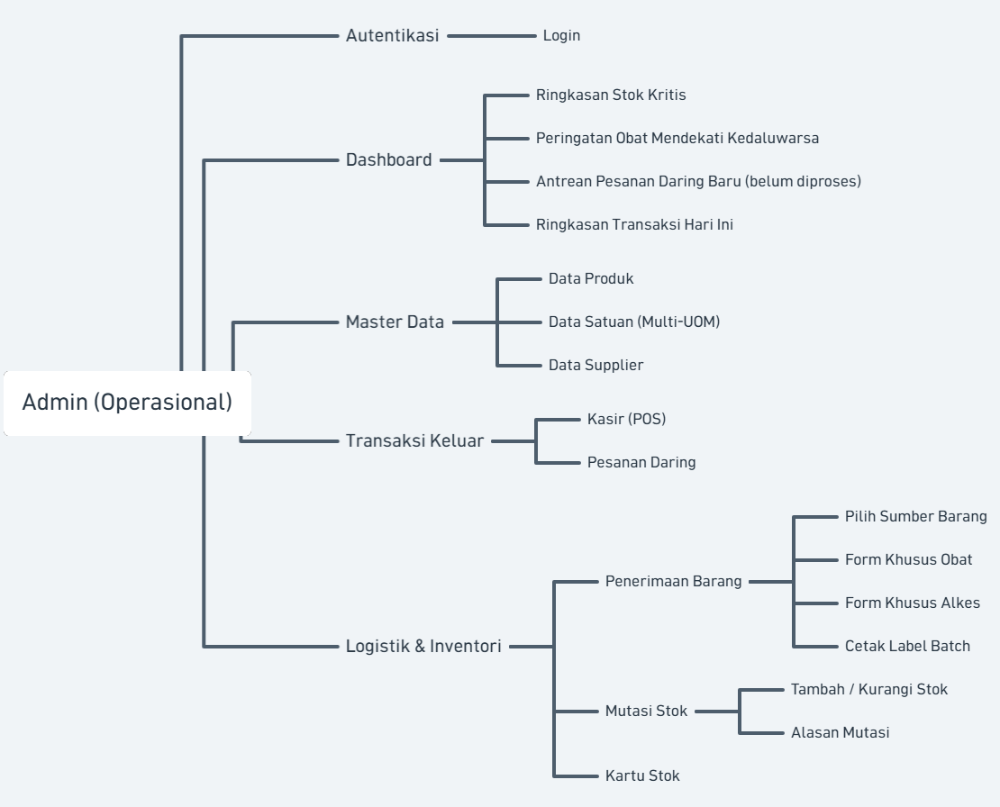 Autentikasi
Login
Dashboard
Ringkasan Stok Kritis
Peringatan Obat Mendekati Kedaluwarsa
Antrean Pesanan Daring Baru (belum diproses)
Ringkasan Transaksi Hari Ini
Master Data
Data Produk
Data Satuan (Multi-UOM)
Data Supplier
Admin (Operasional)
Transaksi Keluar
Kasir (POS)
Pesanan Daring
Logistik & Inventori
Penerimaan Barang
Pilih Sumber Barang
Form Khusus Obat
Form Khusus Alkes
Cetak Label Batch
Mutasi Stok
Tambah / Kurangi Stok
Alasan Mutasi
Kartu Stok